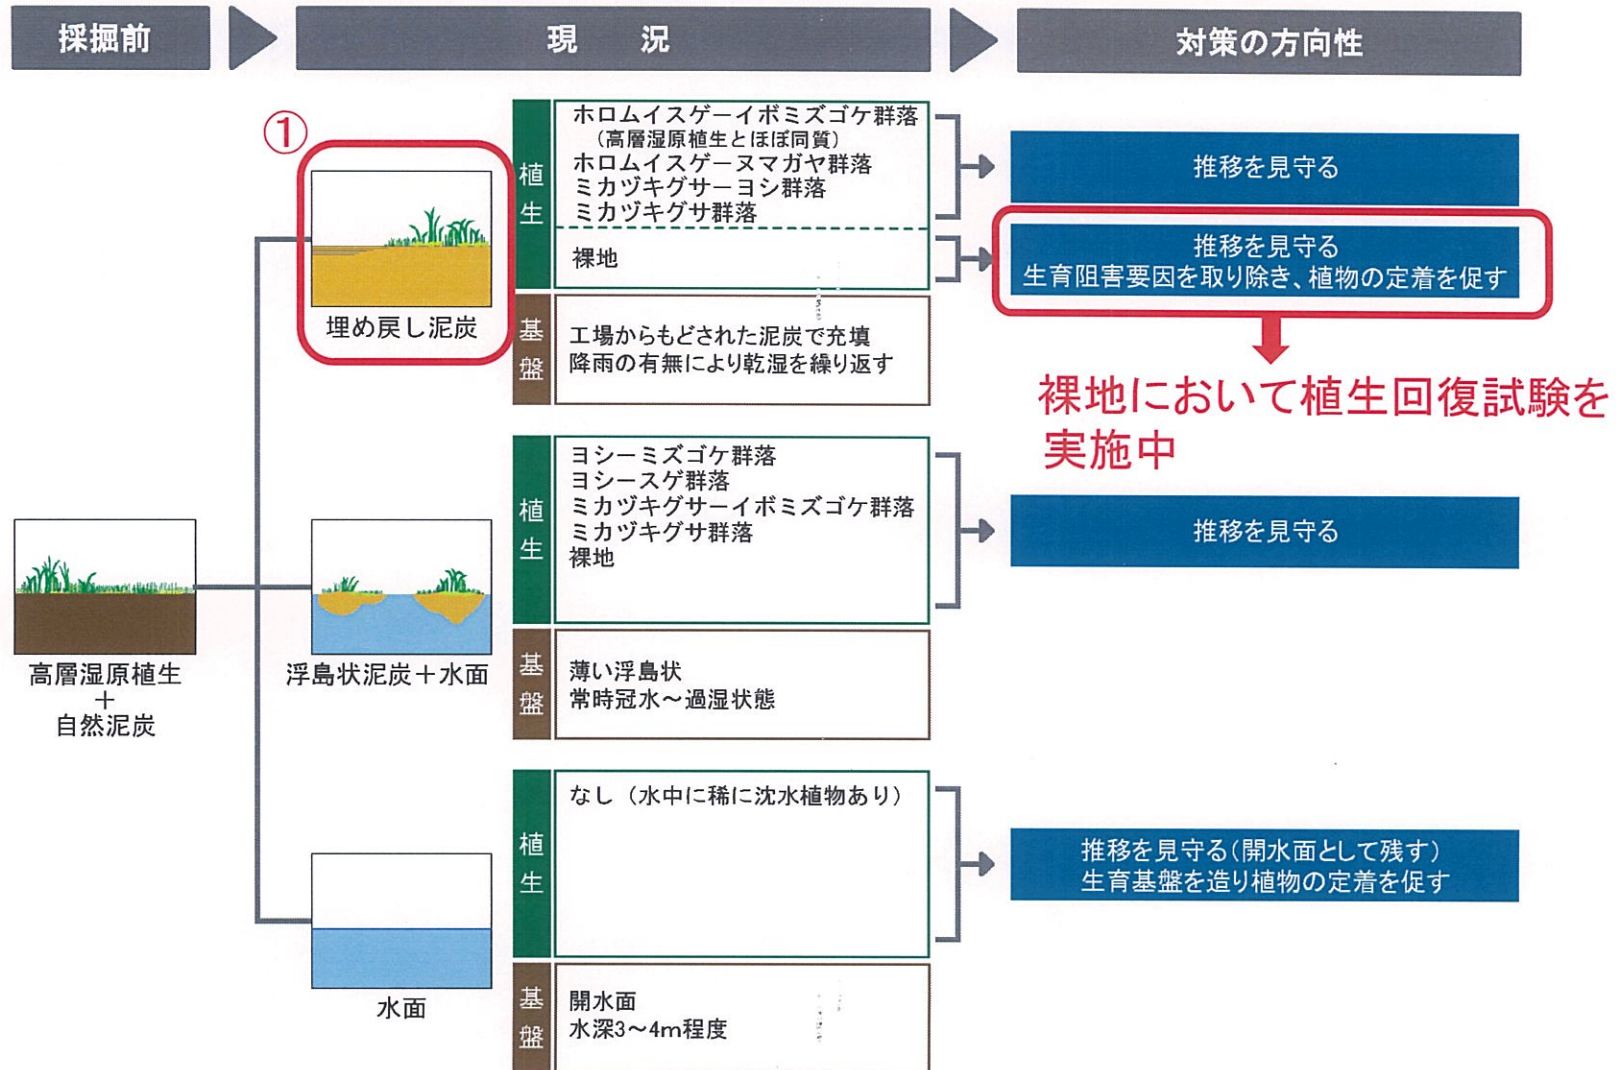 採掘前
現 況
対策の方向性
①
埋め戻し泥炭
植生
ホロムイスゲーイボミズゴケ群落
(高層湿原植生とほぼ同質)
ホロムイスゲーヌマガヤ群落
ミカヅキグサーヨシ群落
ミカヅキグサ群落
裸地
基盤
工場からもどされた泥炭で充填
降雨の有無により乾湿を繰り返す
推移を見守る
推移を見守る
生育阻害要因を取り除き、植物の定着を促す
裸地において植生回復試験を
実施中
高層湿原植生
+
自然泥炭
浮島状泥炭+水面
植生
ヨシーミズゴケ群落
ヨシースゲ群落
ミカヅキグサーイボミズゴケ群落
ミカヅキグサ群落
裸地
基盤
薄い浮島状
常時冠水～過湿状態
推移を見守る
水面
植生
なし (水中に稀に沈水植物あり)
基盤
開水面
水深3～4m程度
推移を見守る(開水面として残す)
生育基盤を造り植物の定着を促す